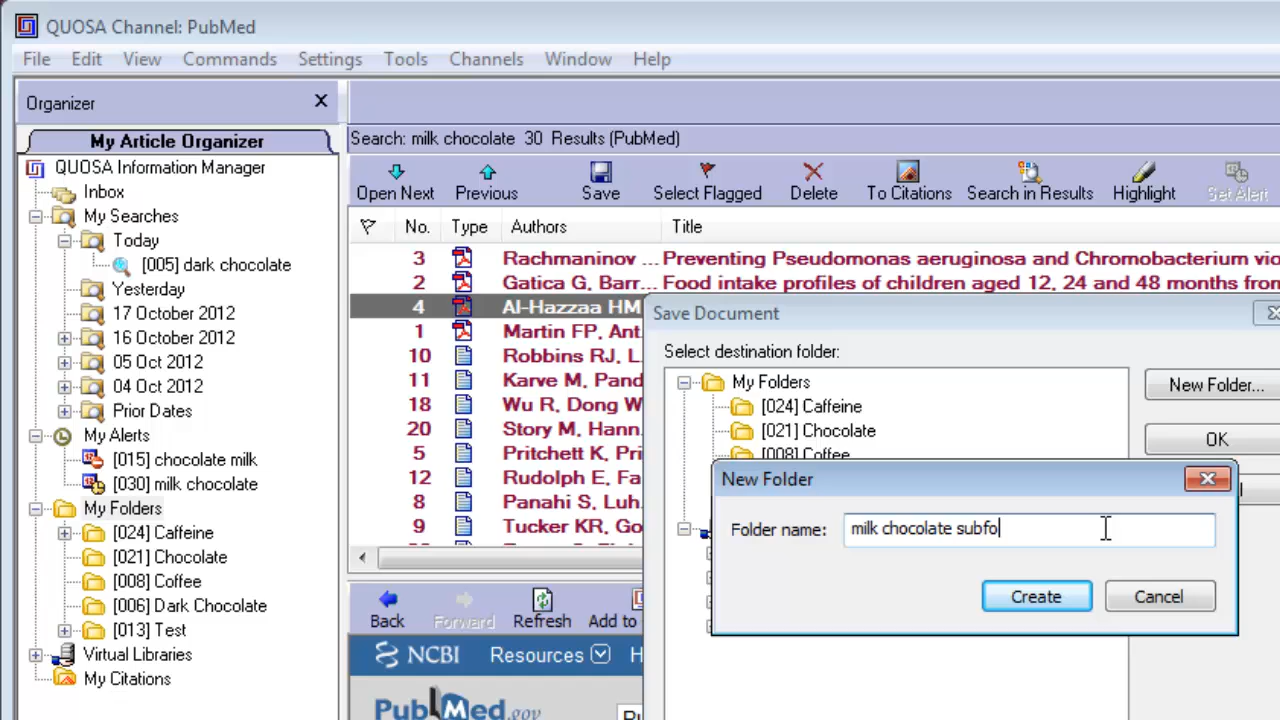 QUOSA Channel: PubMed
File Edit View Commands Settings Tools Channels Window Help
Organizer
My Article Organizer
QUOSA Information Manager
Inbox
My Searches
Today
[005] dark chocolate
Yesterday
17 October 2012
16 October 2012
05 Oct 2012
04 Oct 2012
Prior Dates
My Alerts
[015] chocolate milk
[030] milk chocolate
My Folders
[024] Caffeine
[021] Chocolate
[008] Coffee
[006] Dark Chocolate
[013] Test
Virtual Libraries
My Citations
Search: milk chocolate 30 Results (PubMed)
Open Next Previous Save Select Flagged Delete To Citations Search in Results Highlight Set Alert
No. Type Authors Title
3 Rachmaninov ... Preventing Pseudomonas aeruginosa and Chromobacterium vio
2 Gatica G, Barr... Food intake profiles of children aged 12, 24 and 48 months from
4 Al-Hazzaa HM
1 Martin FP, Ant.
10 Robbins RJ, L.
11 Karve M, Pand
18 Wu R, Dong W
20 Story M, Hann.
5 Pritchett K, Pri
12 Rudolph E, Fa
8 Panahi S, Luh.
9 Tucker KR, Go
Save Document
Select destination folder:
My Folders
[024] Caffeine
[021] Chocolate
[008] Coffee
New Folder...
OK
New Folder
Folder name: milk chocolate subfo
Create Cancel
Back Forward Refresh Add to
NCBI Resources H
PubMed.gov